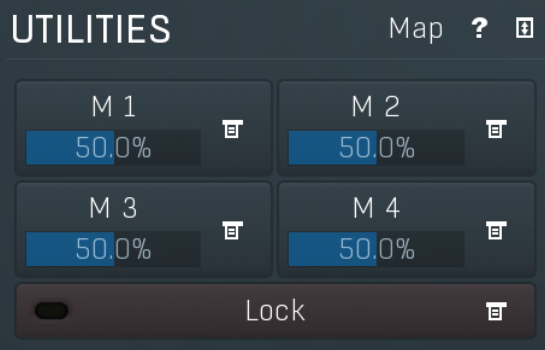 UTILITIES Map ?
M 1 M 2
50.0% 50.0%
M 3 M 4
50.0% 50.0%
Lock